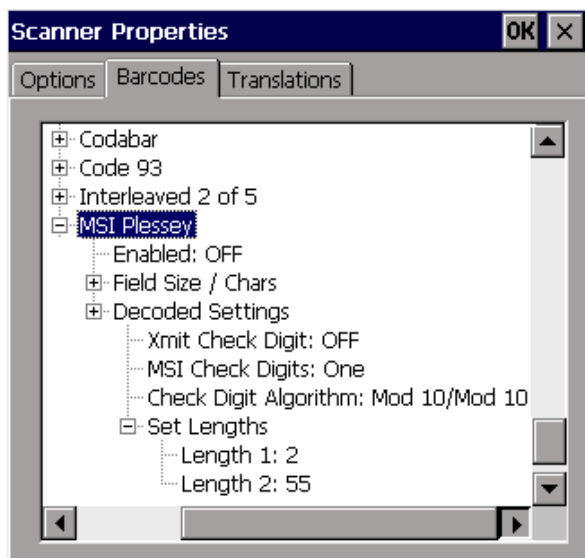 Scanner Properties OK ×
Options Barcodes Translations
Codabar
Code 93
Interleaved 2 of 5
MSI Plessey
Enabled: OFF
Field Size / Chars
Decoded Settings
Xmit Check Digit: OFF
MSI Check Digits: One
Check Digit Algorithm: Mod 10/Mod 10
Set Lengths
Length 1: 2
Length 2: 55